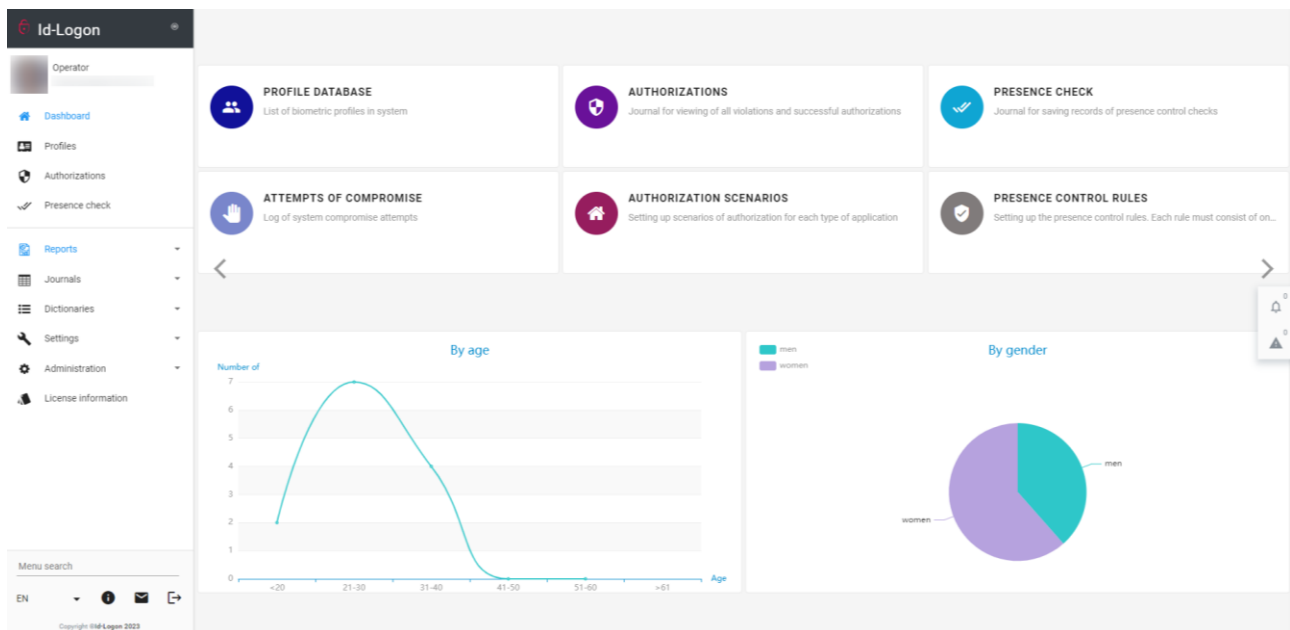 Id-Logon
Operator
Dashboard
Profiles
Authorizations
Presence check
Reports
Journals
Dictionaries
Settings
Administration
License information
Menu search
EN
Copyright ©Id-Logon 2023
PROFILE DATABASE
List of biometric profiles in system
AUTHORIZATIONS
Journal for viewing of all violations and successful authorizations
PRESENCE CHECK
Journal for saving records of presence control checks
ATTEMPTS OF COMPROMISE
Log of system compromise attempts
AUTHORIZATION SCENARIOS
Setting up scenarios of authorization for each type of application
PRESENCE CONTROL RULES
Setting up the presence control rules. Each rule must consist of on...
0
0
By age
Number of
7
6
5
4
3
2
1
0
<20
21-30
31-40
41-50
51-60
>61
Age
men
women
By gender
men
women